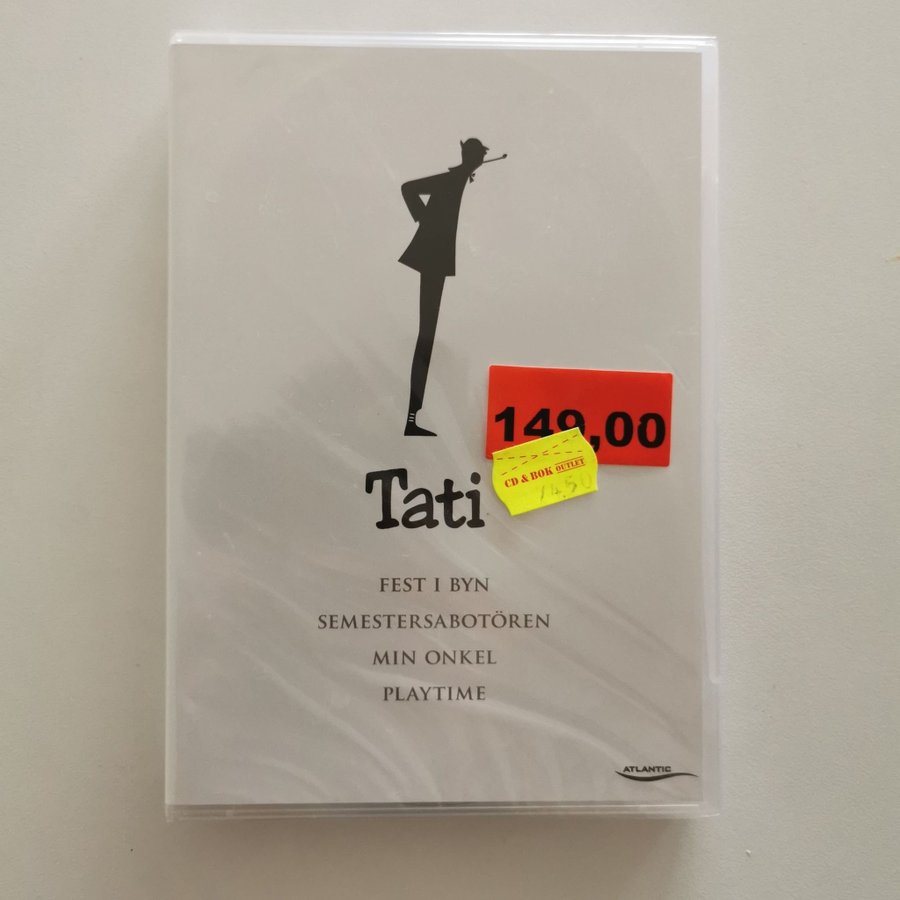 149,00
CD & BOK OUTLET
Tati
FEST I BYN
SEMESTERSABOTÖREN
MIN ONKEL
PLAYTIME
ATLANTIC